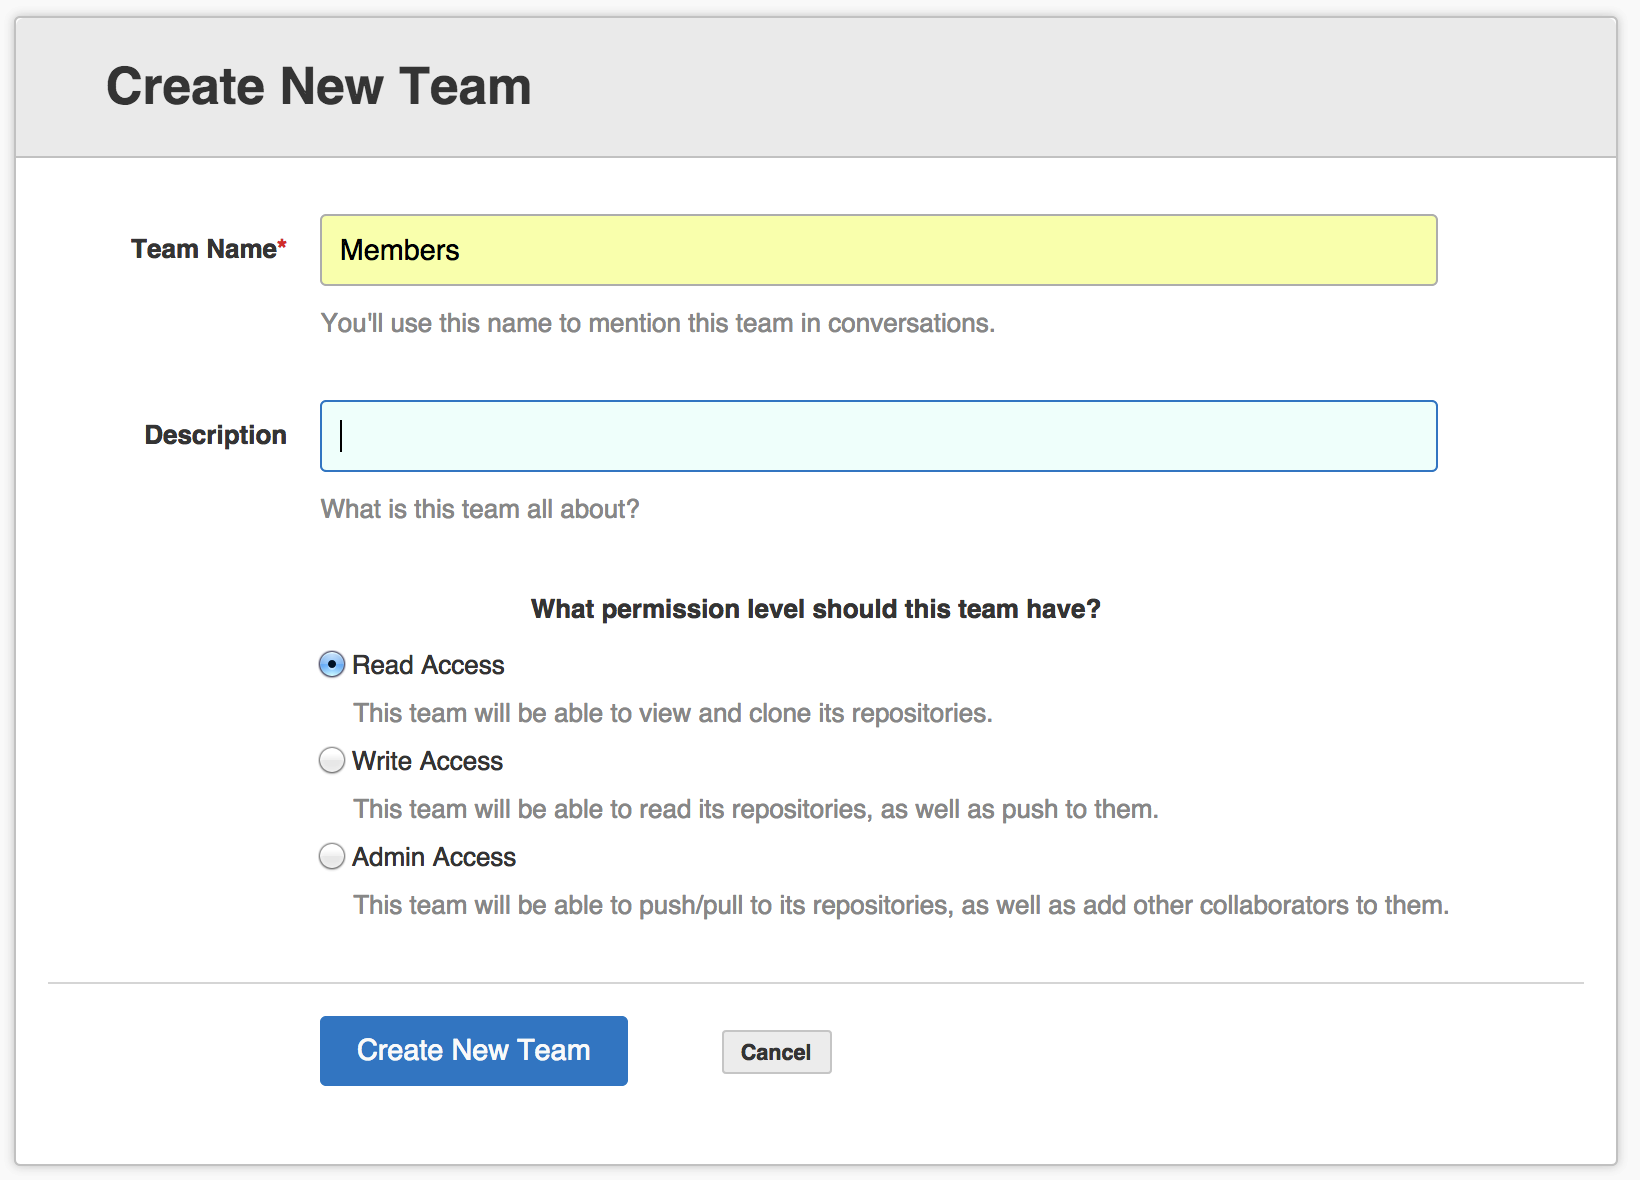 Create New Team
Team Name*
Members
You'll use this name to mention this team in conversations.
Description
What is this team all about?
What permission level should this team have?
Read Access
This team will be able to view and clone its repositories.
Write Access
This team will be able to read its repositories, as well as push to them.
Admin Access
This team will be able to push/pull to its repositories, as well as add other collaborators to them.
Create New Team
Cancel